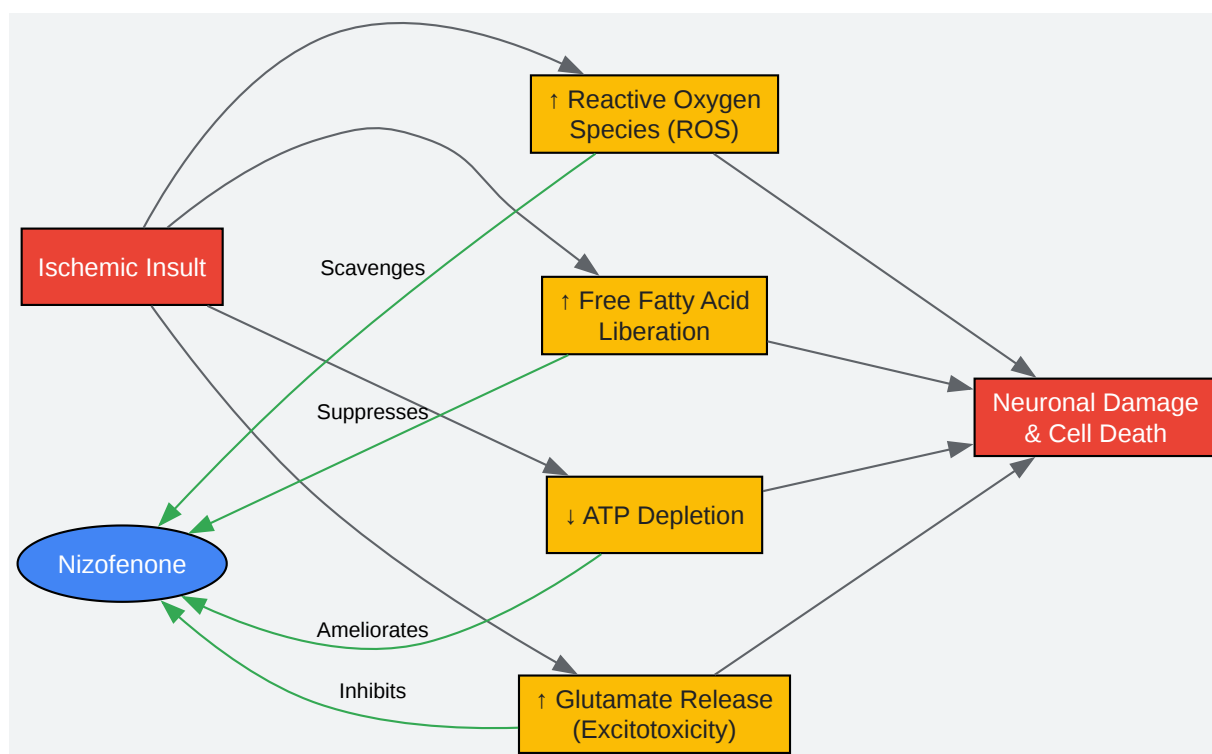 ↑ Reactive Oxygen
Species (ROS)
Ischemic Insult
Scavenges
↑ Free Fatty Acid
Liberation
Suppresses
Neuronal Damage
& Cell Death
↓ ATP Depletion
Nizofenone
Ameliorates
Inhibits
↑ Glutamate Release
(Excitotoxicity)